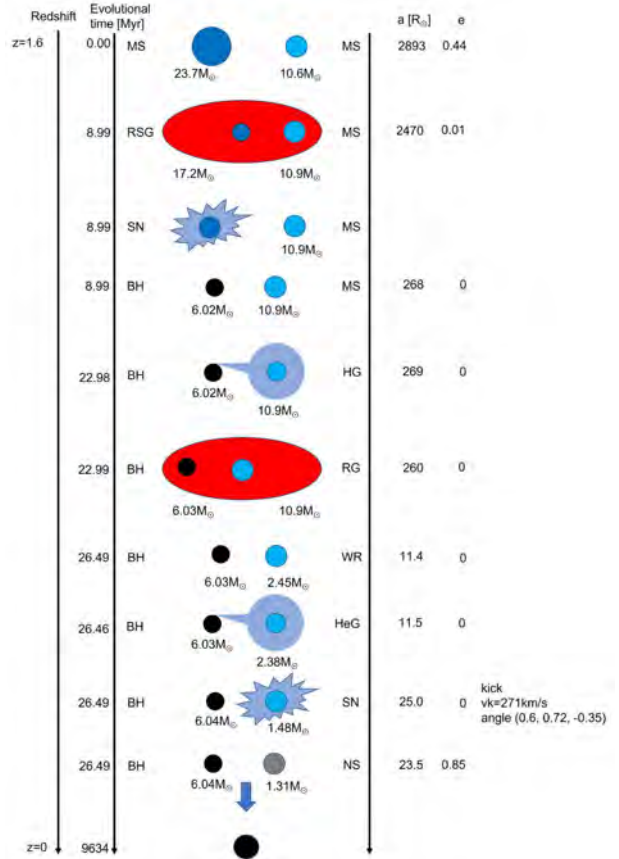 Redshift
Evolutional
time [Myr]
a [R☉] e
z=1.6 0.00 MS MS 2893 0.44
23.7M☉ 10.6M☉
8.99 RSG MS 2470 0.01
17.2M☉ 10.9M☉
8.99 SN MS
10.9M☉
8.99 BH MS 268 0
6.02M☉ 10.9M☉
22.98 BH HG 269 0
6.02M☉
10.9M☉
22.99 BH RG 260 0
6.03M☉ 10.9M☉
26.49 BH WR 11.4 0
6.03M☉ 2.45M☉
26.46 BH HeG 11.5 0
6.03M☉
2.38M☉
26.49 BH SN 25.0 0
kick
vk=271km/s
angle (0.6, 0.72, -0.35)
6.04M☉ 1.48M☉
26.49 BH NS 23.5 0.85
6.04M☉ 1.31M☉
z=0 9634